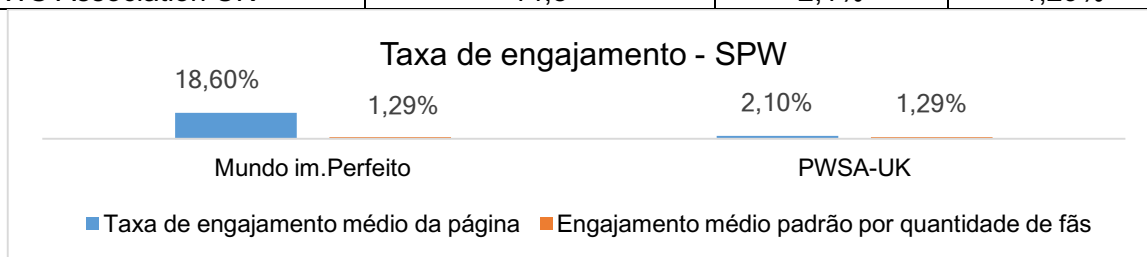 Taxa de engajamento - SPW
18,60%
1,29%
2,10%
1,29%
Mundo im.Perfeito
PWSA-UK
Taxa de engajamento médio da página
Engajamento médio padrão por quantidade de fãs